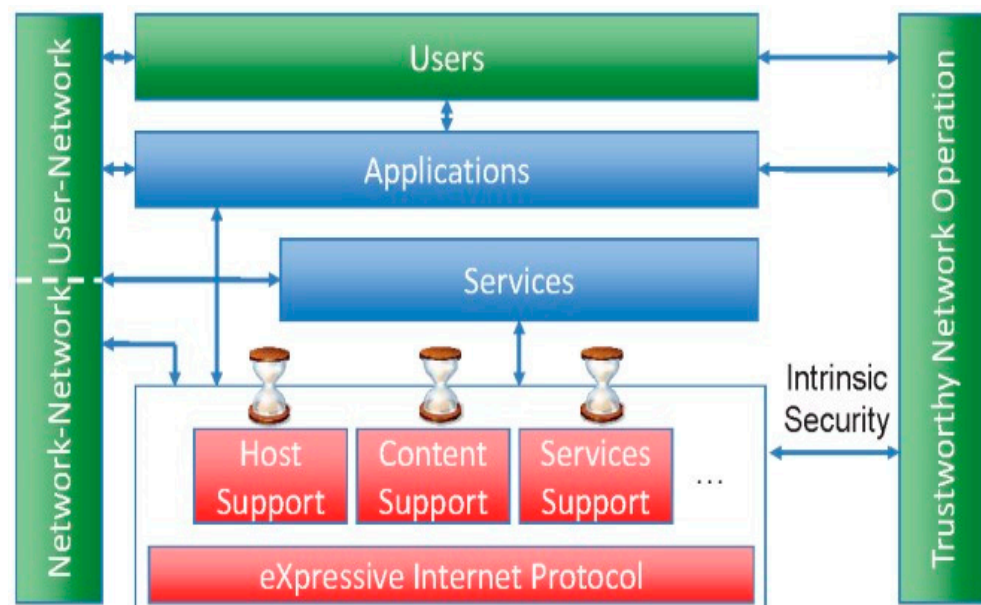 User-Network
Network-Network
Users
Applications
Services
Host
Support
Content
Support
Services
Support
...
eXpressive Internet Protocol
Intrinsic
Security
Trustworthy Network Operation